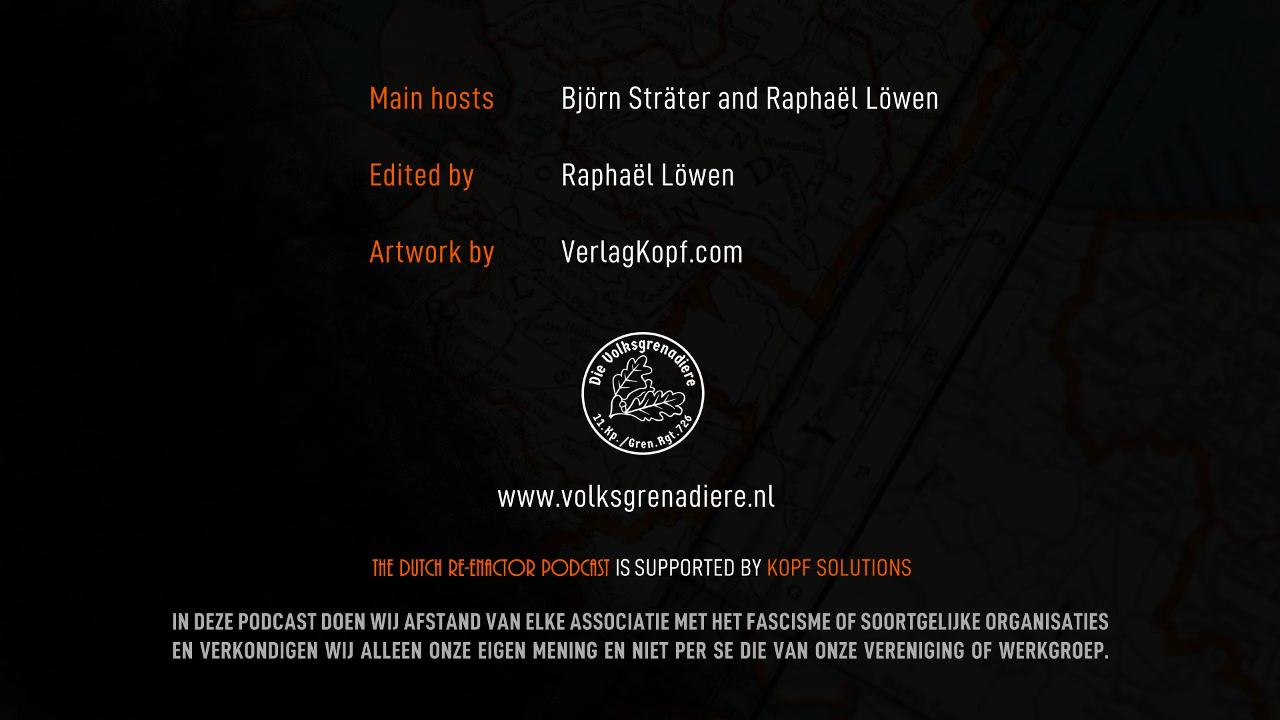 Main hosts Björn Sträter and Raphaël Löwen
Edited by Raphaël Löwen
Artwork by VerlagKopf.com
Die Volksgrenadiere
11.Kp./Gren.Rgt.726
www.volksgrenadiere.nl
THE DUTCH RE-ENACTOR PODCAST IS SUPPORTED BY KOPF SOLUTIONS
IN DEZE PODCAST DOEN WIJ AFSTAND VAN ELKE ASSOCIATIE MET HET FASCISME OF SOORTGELIJKE ORGANISATIES
EN VERKONDIGEN WIJ ALLEEN ONZE EIGEN MENING EN NIET PER SE DIE VAN ONZE VERENIGING OF WERKGROEP.